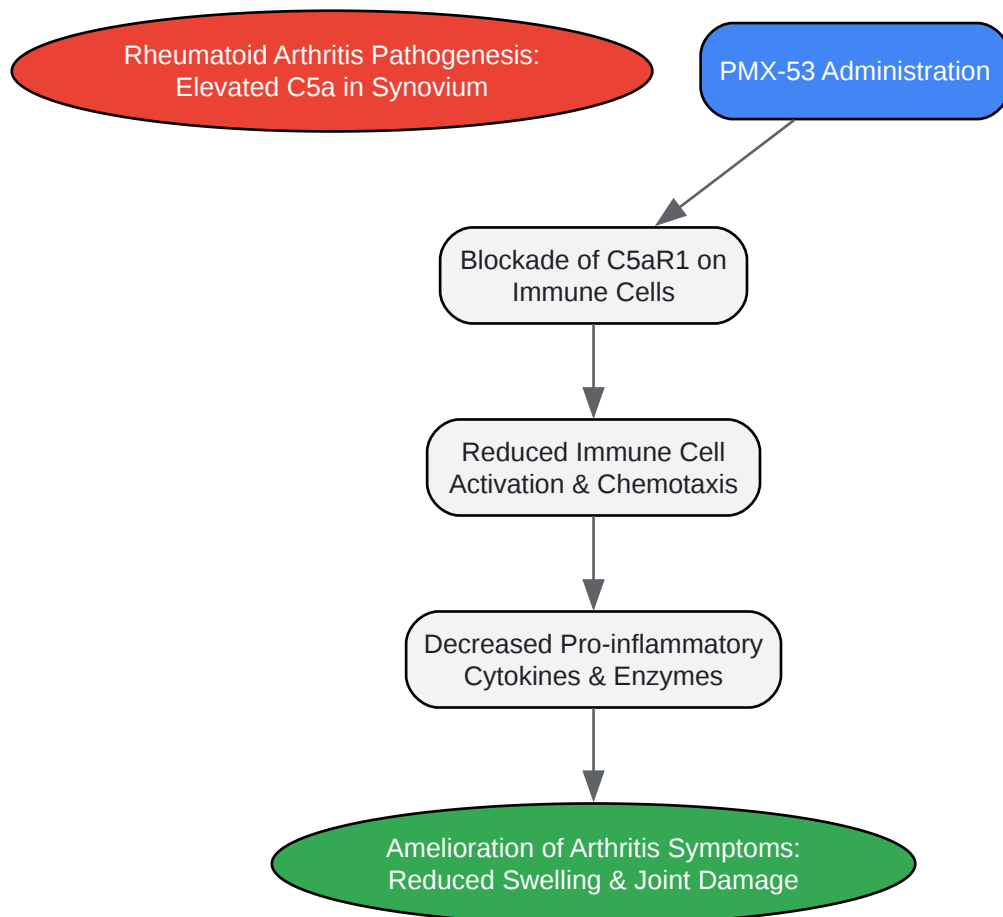 Rheumatoid Arthritis Pathogenesis:
Elevated C5a in Synovium
PMX-53 Administration
Blockade of C5aR1 on
Immune Cells
Reduced Immune Cell
Activation & Chemotaxis
Decreased Pro-inflammatory
Cytokines & Enzymes
Amelioration of Arthritis Symptoms:
Reduced Swelling & Joint Damage